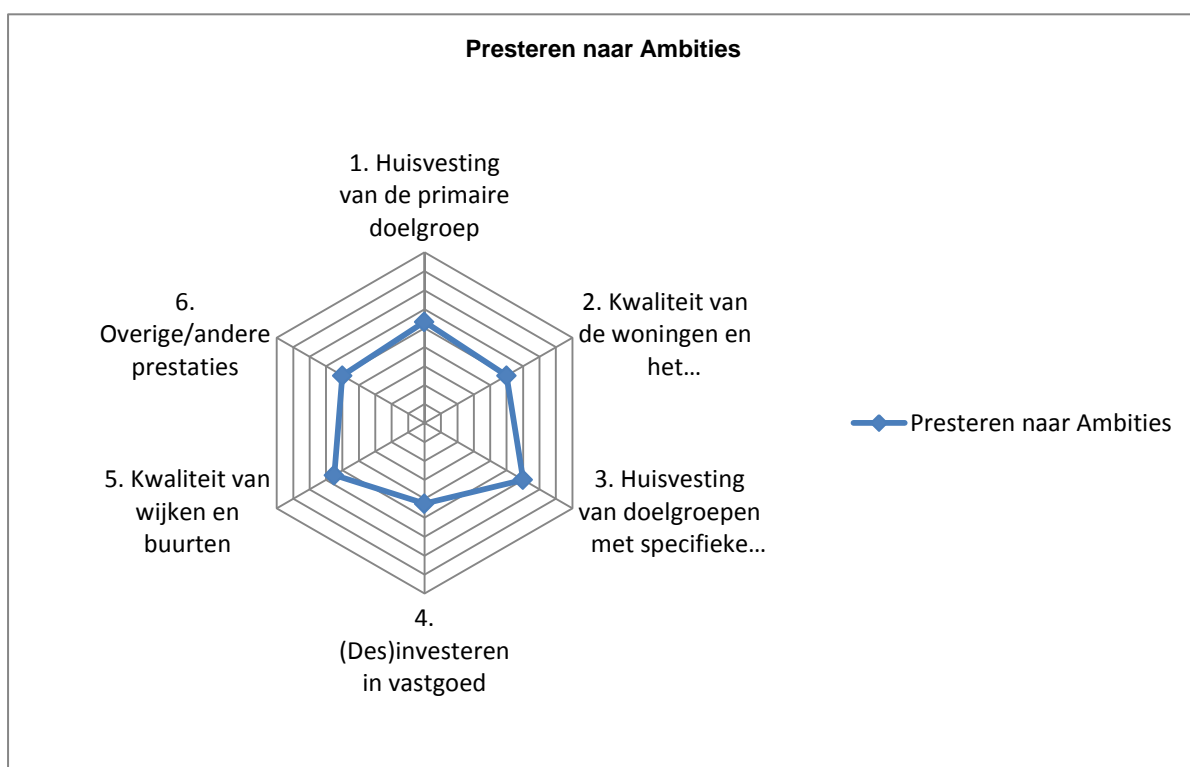 Presteren naar Ambities
1. Huisvesting
van de primaire
doelgroep
2. Kwaliteit van
de woningen en
het...
3. Huisvesting
van doelgroepen
met specifieke...
4.
(Des)investeren
in vastgoed
5. Kwaliteit van
wijken en
buurten
6.
Overige/andere
prestaties
Presteren naar Ambities